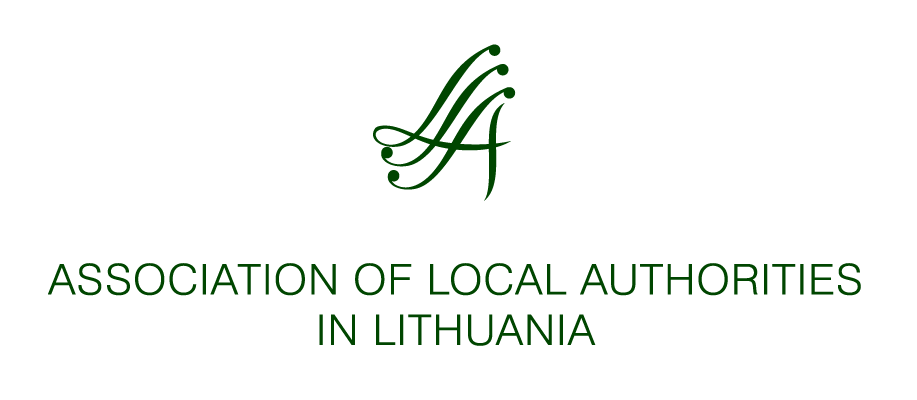 ASSOCIATION OF LOCAL AUTHORITIES
IN LITHUANIA